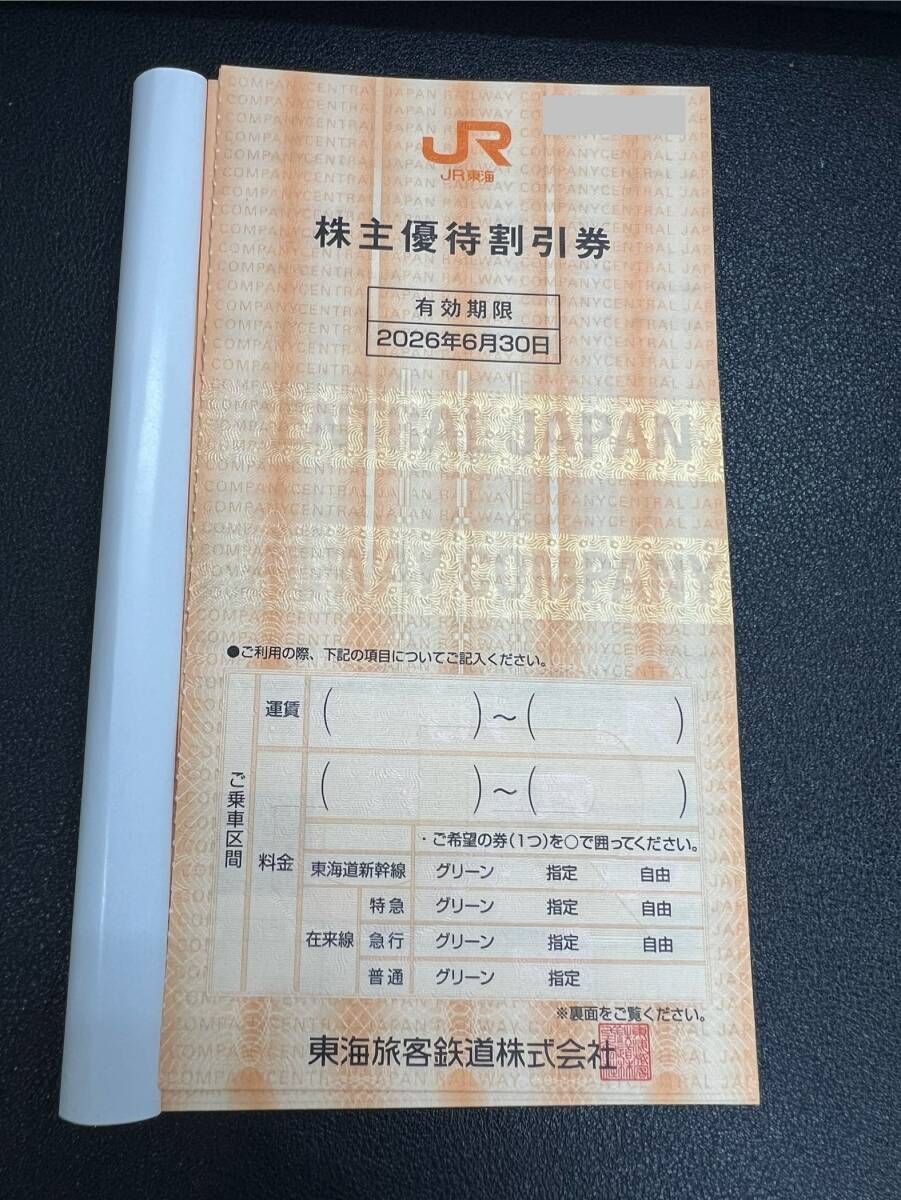 JR
JR東海
株主優待割引券
有効期限
2026年6月30日
CENTRAL JAPAN
RAILWAY COMPANY
●ご利用の際、下記の項目についてご記入ください。
ご乗車区間
運賃 ( ) ～ ( )
料金 ( ) ～ ( )
・ご希望の券(1つ)を○で囲ってください。
東海道新幹線 グリーン 指定 自由
在来線
特急 グリーン 指定 自由
急行 グリーン 指定 自由
普通 グリーン 指定
※裏面をご覧ください。
東海旅客鉄道株式会社